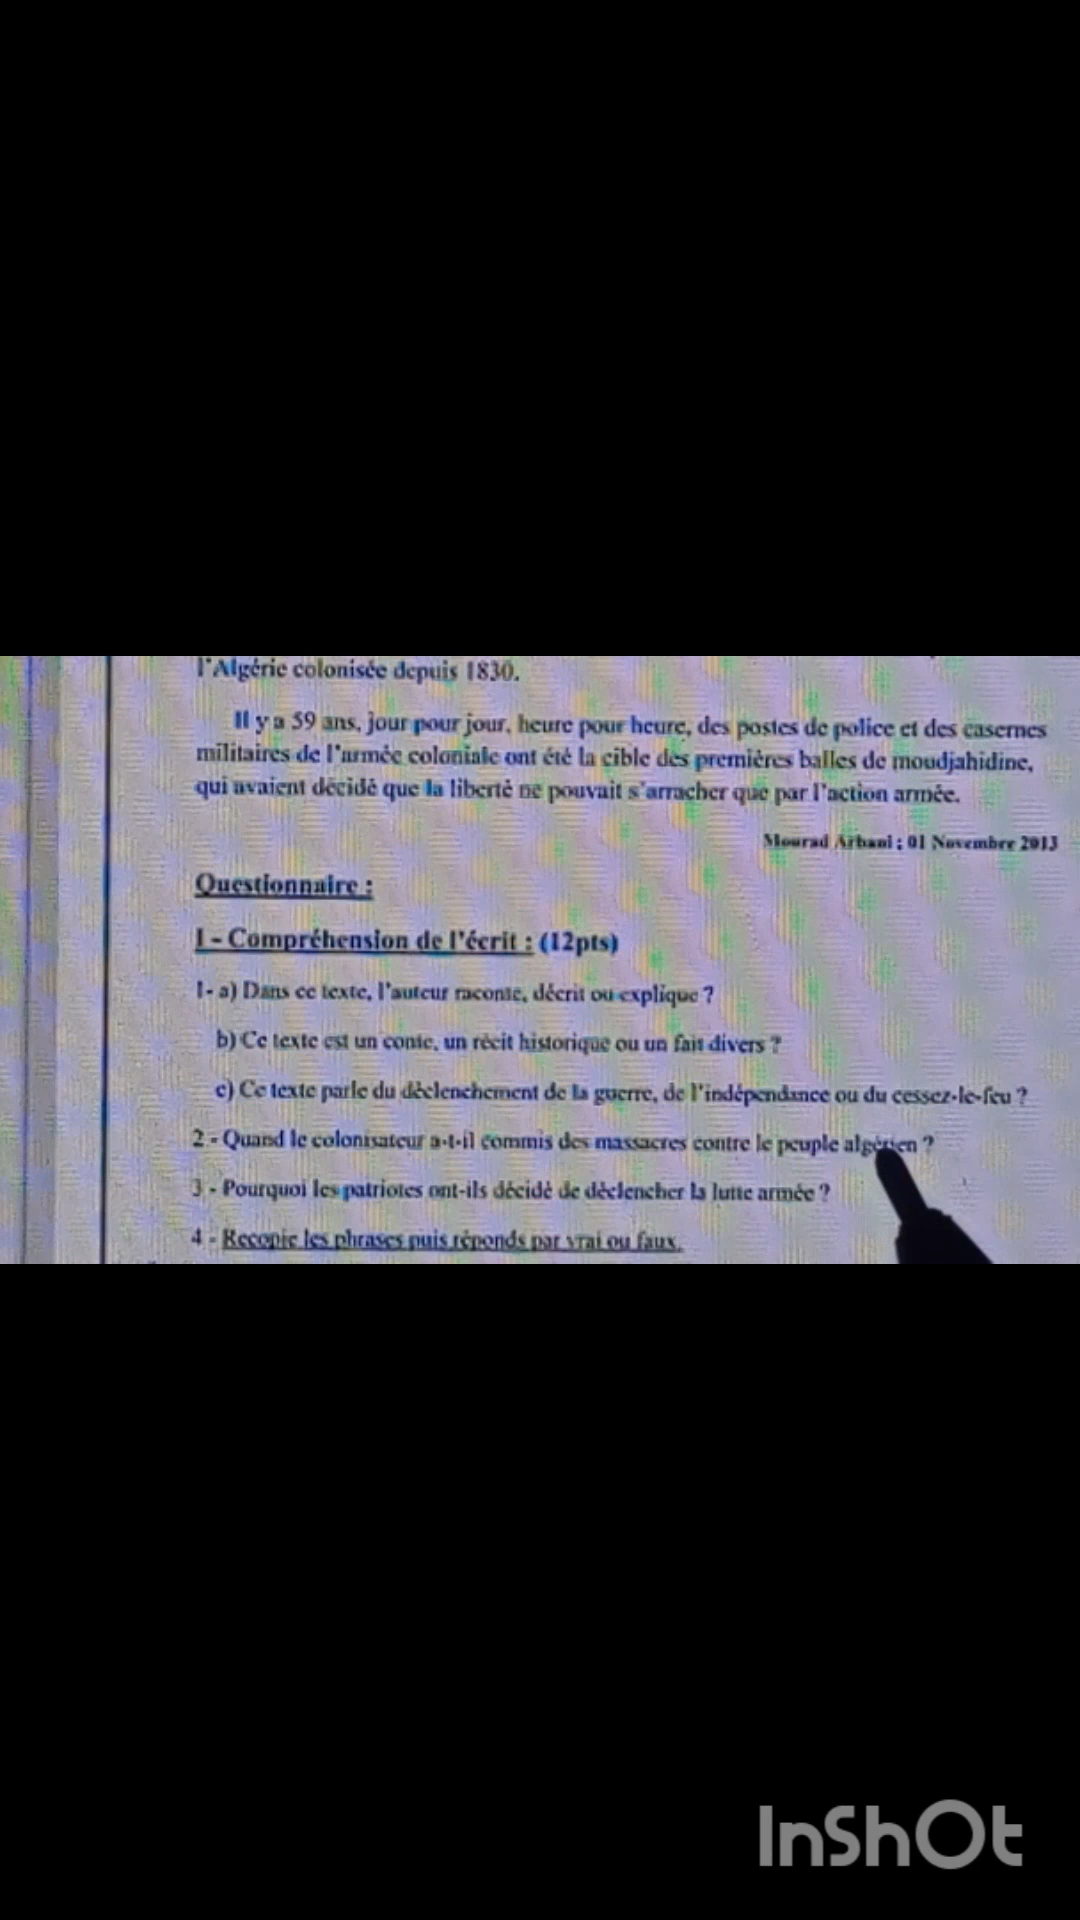 l'Algérie colonisée depuis 1830.
Il y a 59 ans, jour pour jour, heure pour heure, des postes de police et des casernes
militaires de l'armée coloniale ont été la cible des premières balles de moudjahidine,
qui avaient décidé que la liberté ne pouvait s'arracher que par l'action armée.
Mourad Arbani ; 01 Novembre 2013
Questionnaire :
I - Compréhension de l'écrit : (12pts)
1- a) Dans ce texte, l'auteur raconte, décrit ou explique ?
b) Ce texte est un conte, un récit historique ou un fait divers ?
c) Ce texte parle du déclenchement de la guerre, de l'indépendance ou du cessez-le-feu ?
2 - Quand le colonisateur a-t-il commis des massacres contre le peuple algérien ?
3 - Pourquoi les patriotes ont-ils décidé de déclencher la lutte armée ?
4 - Recopie les phrases puis réponds par vrai ou faux.
InShOt